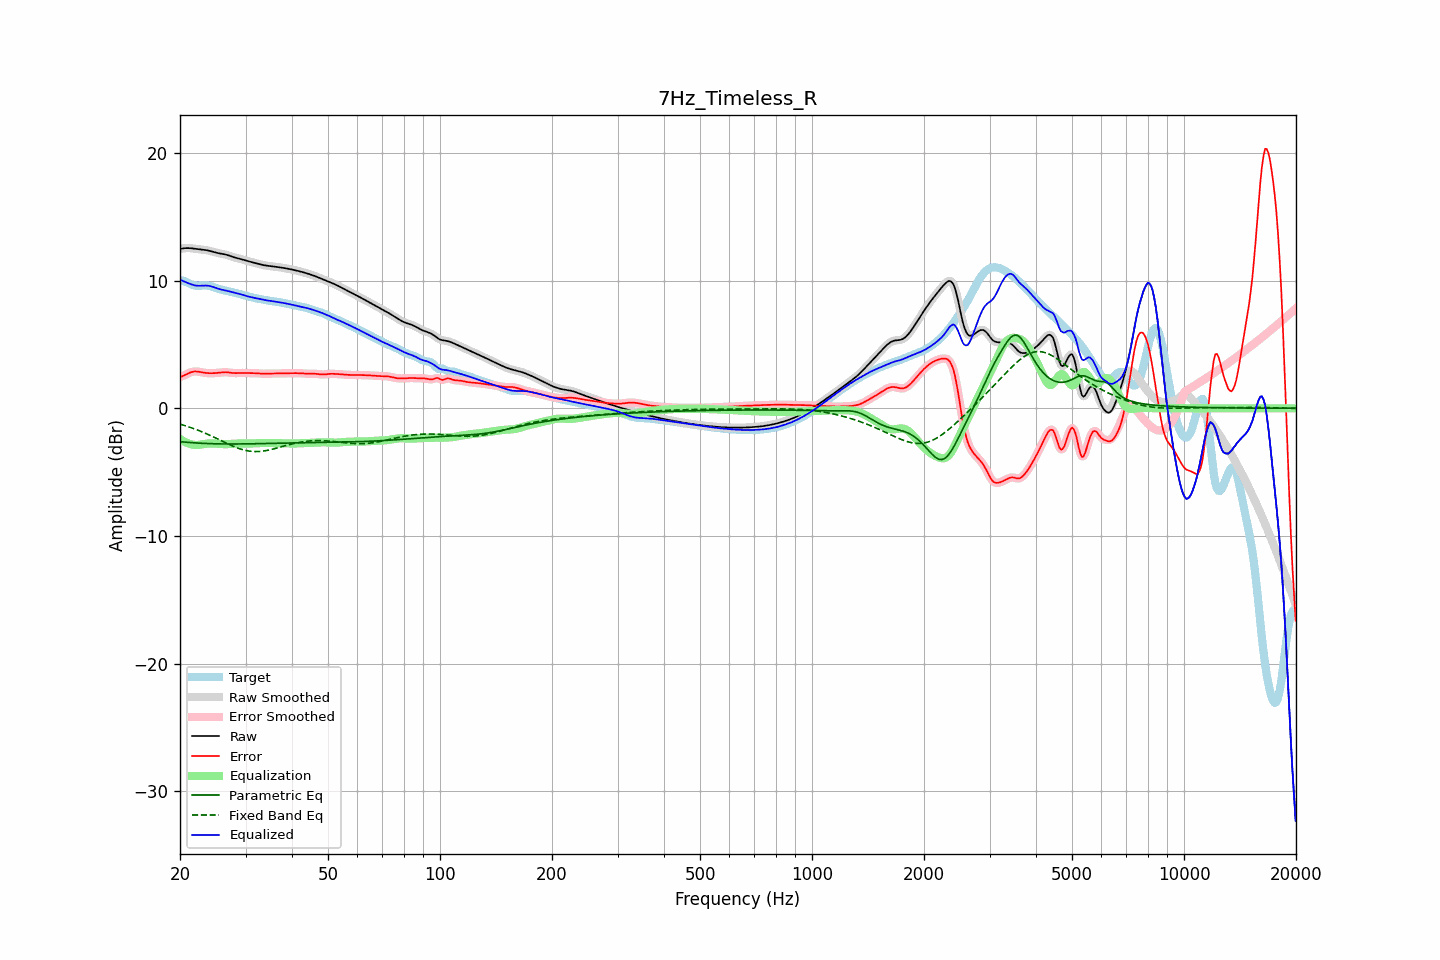 7Hz_Timeless_R
20
10
0
−10
−20
−30
Amplitude (dBr)
Target
Raw Smoothed
Error Smoothed
Raw
Error
Equalization
Parametric Eq
Fixed Band Eq
Equalized
20 50 100 200 500 1000 2000 5000 10000 20000
Frequency (Hz)